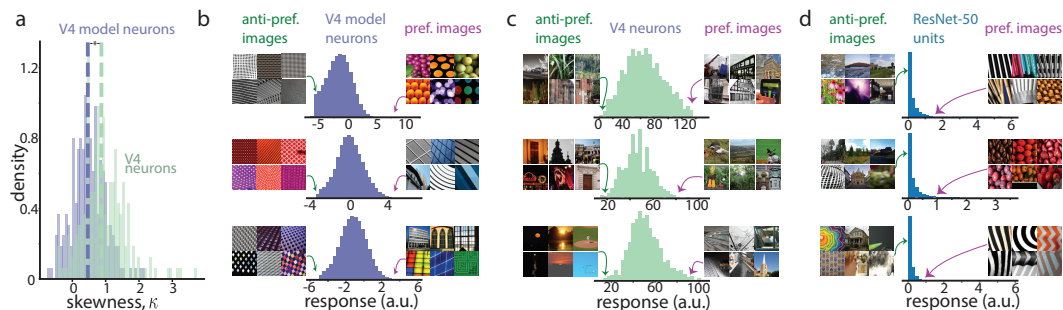 a
V4 model neurons
1.2
0.8
0.4
0
density
V4
neurons
0 1 2 3
skewness, κ
b
anti-pref.
images
V4 model
neurons
pref. images
-5 0 5 10
-4 0 4
-6 -4 -2 0 2 4 6
response (a.u.)
c
anti-pref.
images
V4 neurons
pref. images
0 40 80 120
20 60 100
20 60 100
response (a.u.)
d
anti-pref.
images
ResNet-50
units
pref. images
0 2 4 6
0 1 2 3
0 2 4 6
response (a.u.)